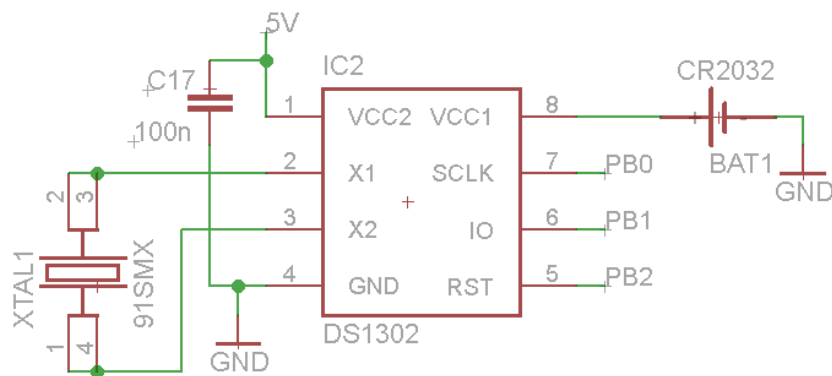 5V
IC2
CR2032
C17
100n
1
VCC2
VCC1
8
BAT1
GND
2
X1
SCLK
7
PB0
3
X2
IO
6
PB1
4
GND
RST
5
PB2
2
3
XTAL1
91SMX
1
4
GND
DS1302